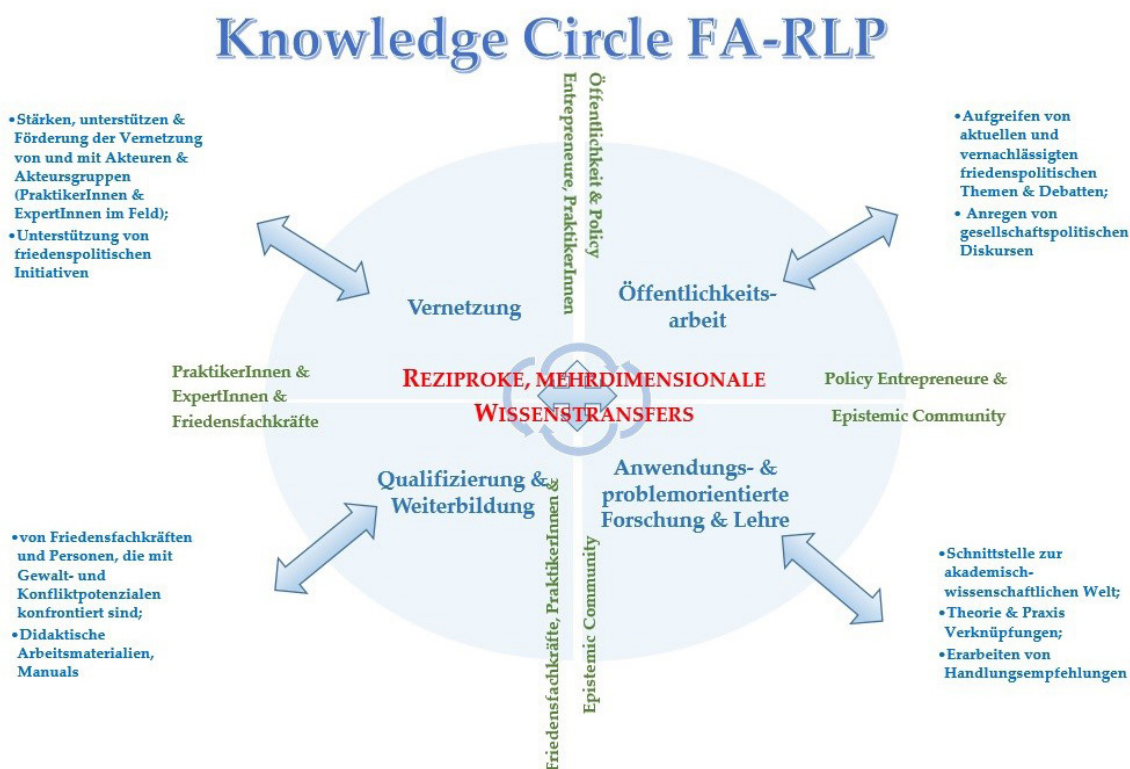 Knowledge Circle FA-RLP
•Stärken, unterstützen &
Förderung der Vernetzung
von und mit Akteuren &
Akteursgruppen
(PraktikerInnen &
ExpertInnen im Feld);
•Unterstützung von
friedenspolitischen
Initiativen
Öffentlichkeit & Policy
Entrepreneure, PraktikerInnen
•Aufgreifen von
aktuellen und
vernachlässigten
friedenspolitischen
Themen & Debatten;
• Anregen von
gesellschaftspolitischen
Diskursen
Vernetzung
Öffentlichkeits-
arbeit
PraktikerInnen &
ExpertInnen &
Friedensfachkräfte
REZIPROKE, MEHRDIMENSIONALE
WISSENSTRANSFERS
Policy Entrepreneure &
Epistemic Community
Qualifizierung &
Weiterbildung
Anwendungs- &
problemorientierte
Forschung & Lehre
•von Friedensfachkräften
und Personen, die mit
Gewalt- und
Konfliktpotenzialen
konfrontiert sind;
•Didaktische
Arbeitsmaterialien,
Manuals
Friedensfachkräfte, PraktikerInnen &
Epistemic Community
•Schnittstelle zur
akademisch-
wissenschaftlichen Welt;
•Theorie & Praxis
Verknüpfungen;
•Erarbeiten von
Handlungsempfehlungen